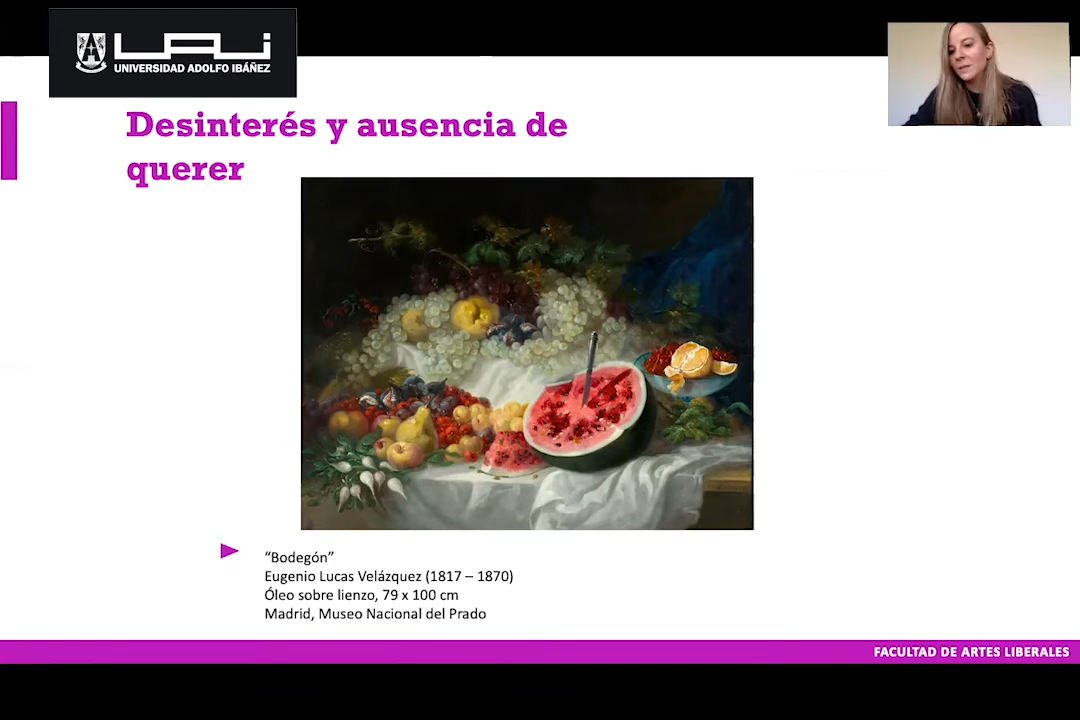 UAI
UNIVERSIDAD ADOLFO IBÁÑEZ
Desinterés y ausencia de
querer
“Bodegón”
Eugenio Lucas Velázquez (1817 – 1870)
Óleo sobre lienzo, 79 x 100 cm
Madrid, Museo Nacional del Prado
FACULTAD DE ARTES LIBERALES